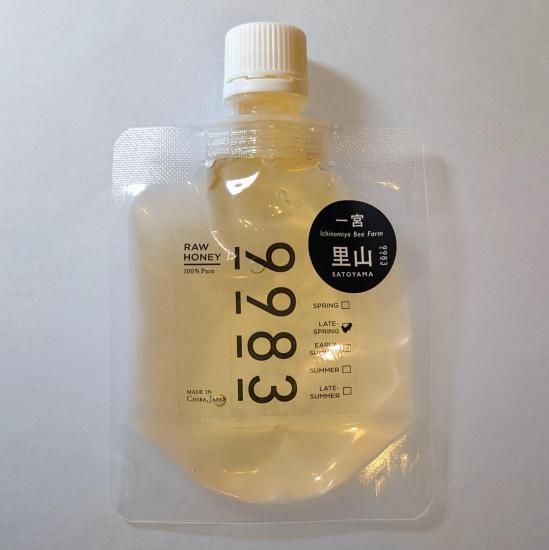 一宮
Ichinomiya Bee Farm
里山
9983
SATOYAMA
RAW
HONEY
100% Pure
9983
SPRING
LATE-
SPRING
EARLY
SUMMER
SUMMER
LATE-
SUMMER
MADE IN
CHIBA, JAPAN